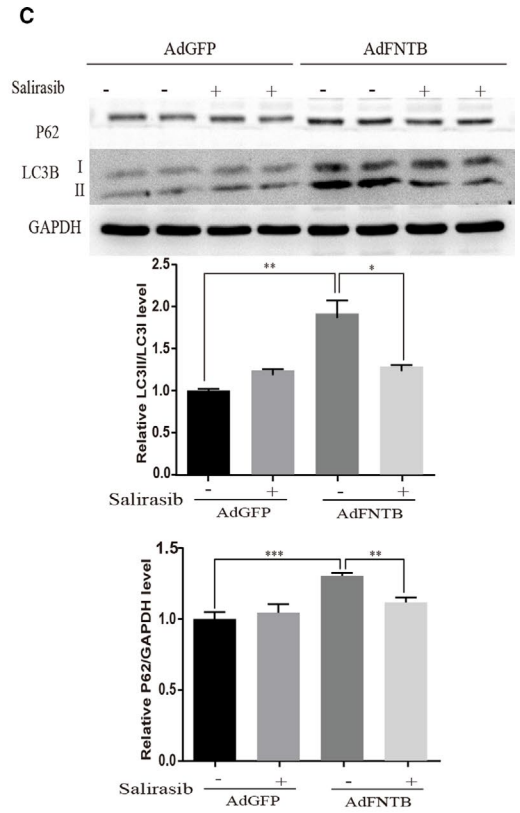 C
AdGFP AdFNTB
Salirasib - - + + - - + +
P62
LC3B I
II
GAPDH
Relative LC3II/LC3I level
2.5
2.0
1.5
1.0
0.5
0.0
** *
Salirasib - + - +
AdGFP AdFNTB
Relative P62/GAPDH level
1.5
1.0
0.5
0.0
*** **
Salirasib - + - +
AdGFP AdFNTB